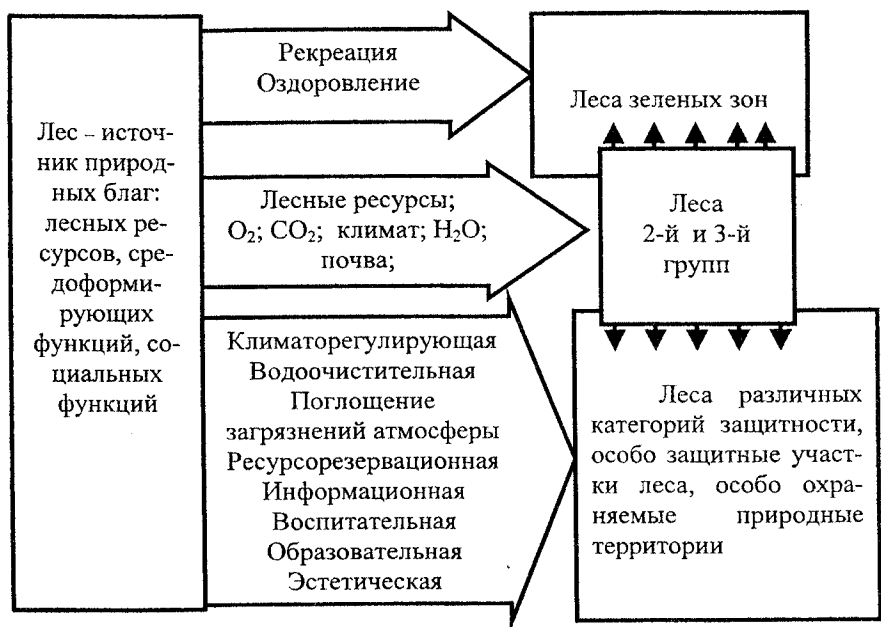 Лес – источ-
ник природ-
ных благ:
лесных ре-
сурсов, сре-
доформи-
рующих
функций, со-
циальных
функций
Рекреация
Оздоровление
Лесные ресурсы;
O₂; CO₂; климат; H₂O;
почва;
Климаторегулирующая
Водоочистительная
Поглощение
загрязнений атмосферы
Ресурсорезервационная
Информационная
Воспитательная
Образовательная
Эстетическая
Леса зеленых зон
Леса
2-й и 3-й
групп
Леса различных
категорий защитности,
особо защитные участ-
ки леса, особо охра-
няемые природные
территории